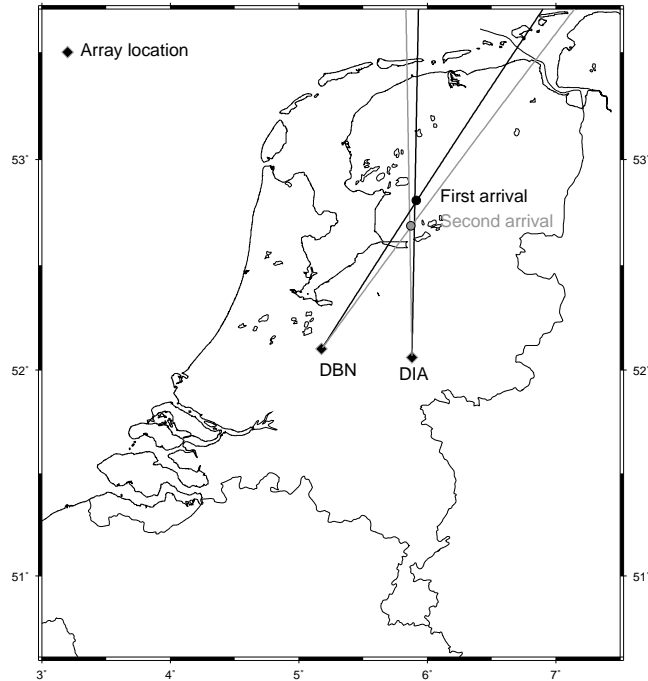 Array location
53°
53°
First arrival
Second arrival
DBN
DIA
52°
52°
51°
51°
3°
4°
5°
6°
7°